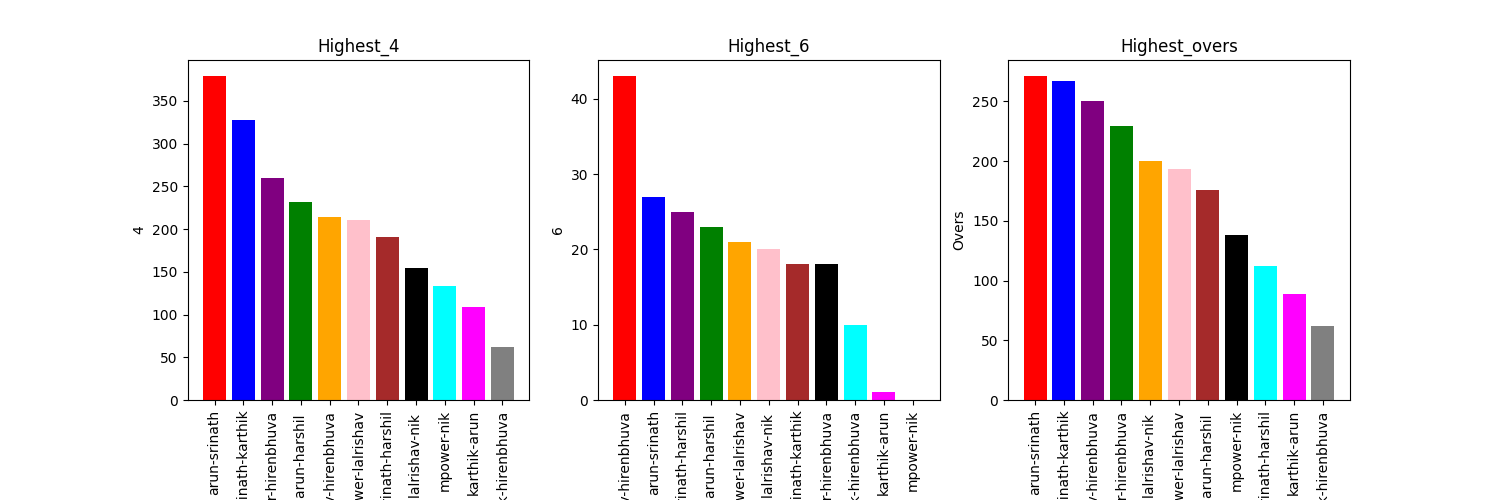 Highest_4
350
300
250
200
150
100
50
0
4
arun-srinath
inath-karthik
r-hirenbhuva
arun-harshil
y-hirenbhuva
wer-lalrishav
inath-harshil
lalrishav-nik
mpower-nik
karthik-arun
k-hirenbhuva
Highest_6
40
30
20
10
0
6
y-hirenbhuva
arun-srinath
inath-harshil
arun-harshil
wer-lalrishav
lalrishav-nik
inath-karthik
r-hirenbhuva
k-hirenbhuva
karthik-arun
mpower-nik
Highest_overs
250
200
150
100
50
0
Overs
arun-srinath
inath-karthik
y-hirenbhuva
r-hirenbhuva
lalrishav-nik
wer-lalrishav
arun-harshil
mpower-nik
inath-harshil
karthik-arun
k-hirenbhuva